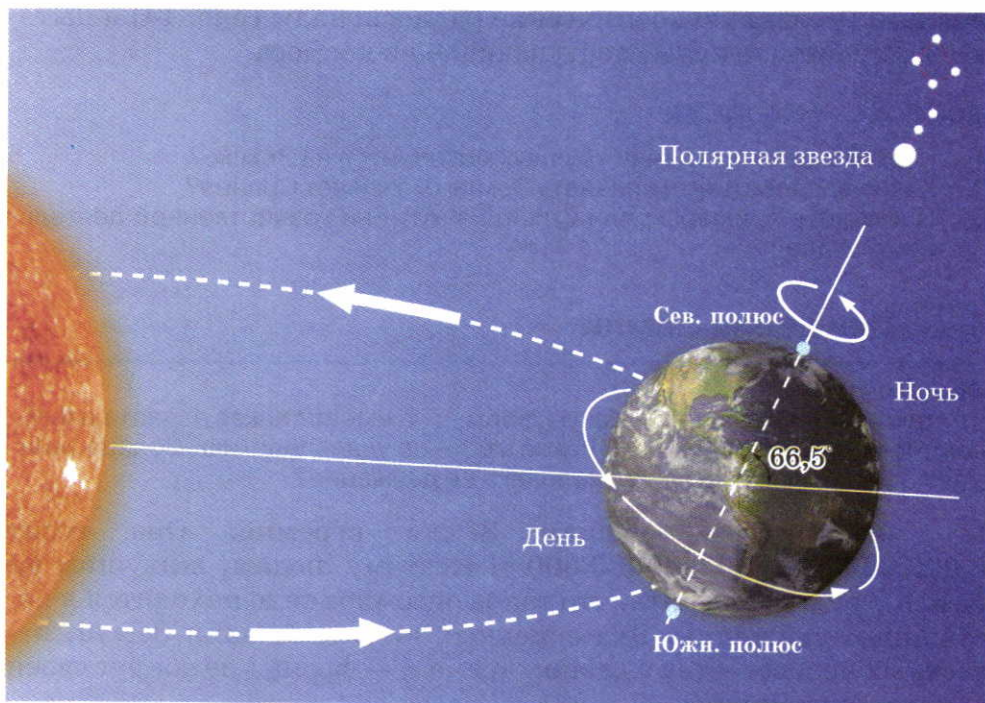 Полярная звезда
Сев. полюс
Ночь
66,5°
День
Южн. полюс